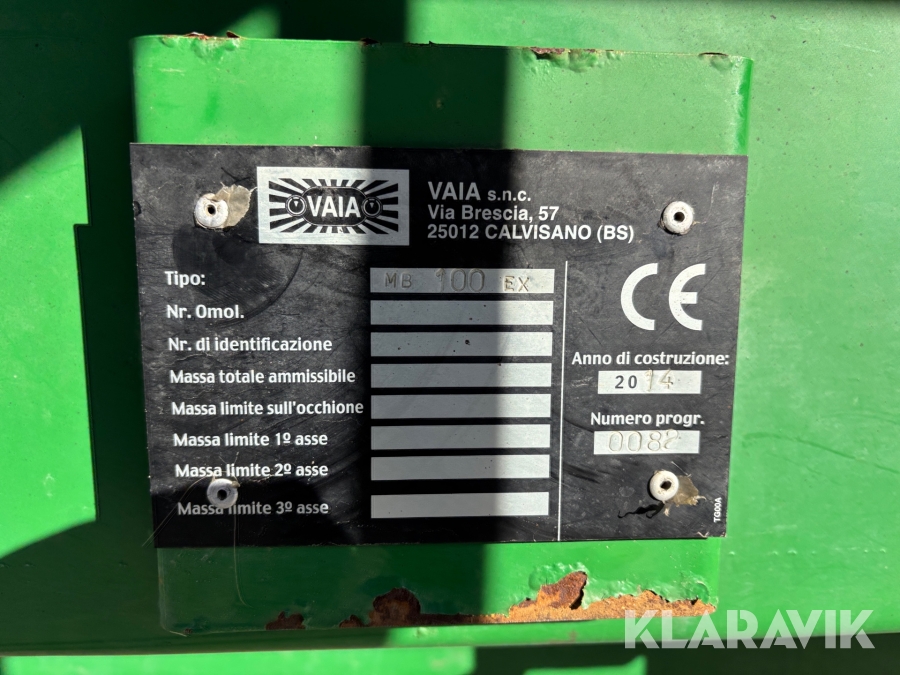 VAIA
VAIA s.n.c.
Via Brescia, 57
25012 CALVISANO (BS)
Tipo: MB 100 EX
Nr. Omol.
Nr. di identificazione
Massa totale ammissibile
Massa limite sull'occhione
Massa limite 1º asse
Massa limite 2º asse
Massa limite 3º asse
CE
Anno di costruzione:
2014
Numero progr.
0082
TG00A
KLARAVIK